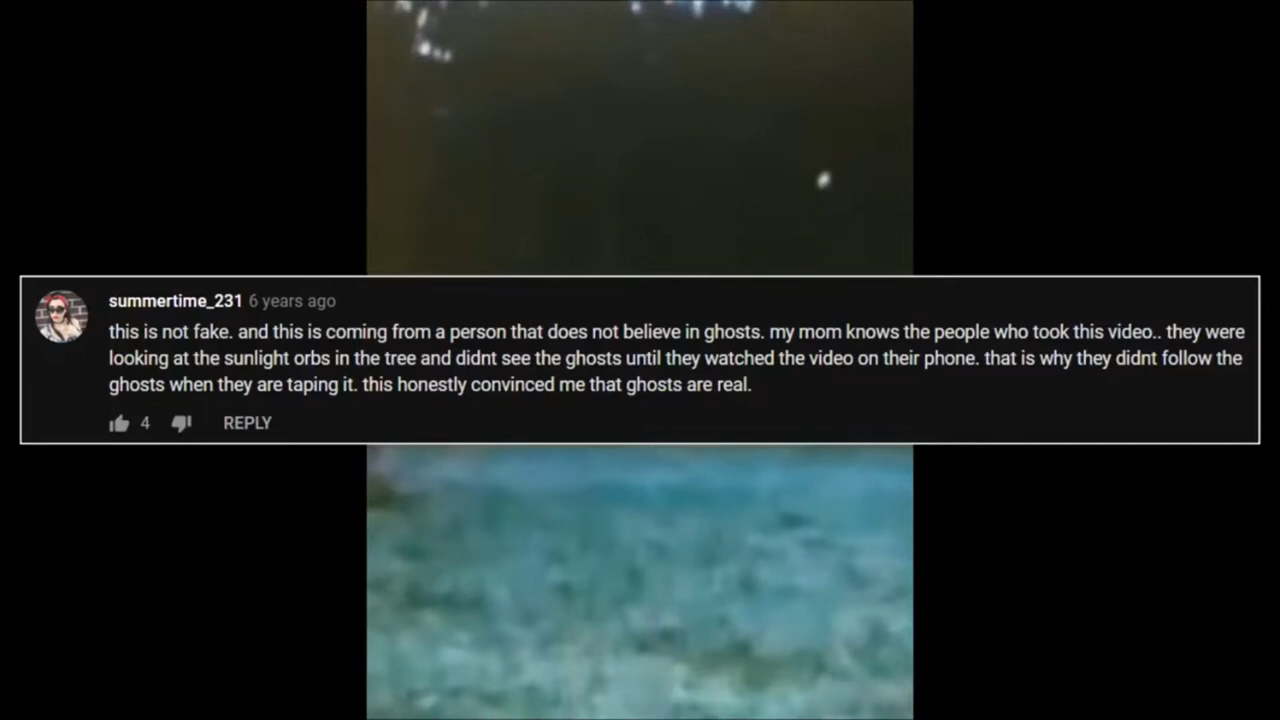 summertime_231 6 years ago
this is not fake. and this is coming from a person that does not believe in ghosts. my mom knows the people who took this video.. they were
looking at the sunlight orbs in the tree and didnt see the ghosts until they watched the video on their phone. that is why they didnt follow the
ghosts when they are taping it. this honestly convinced me that ghosts are real.
4 REPLY